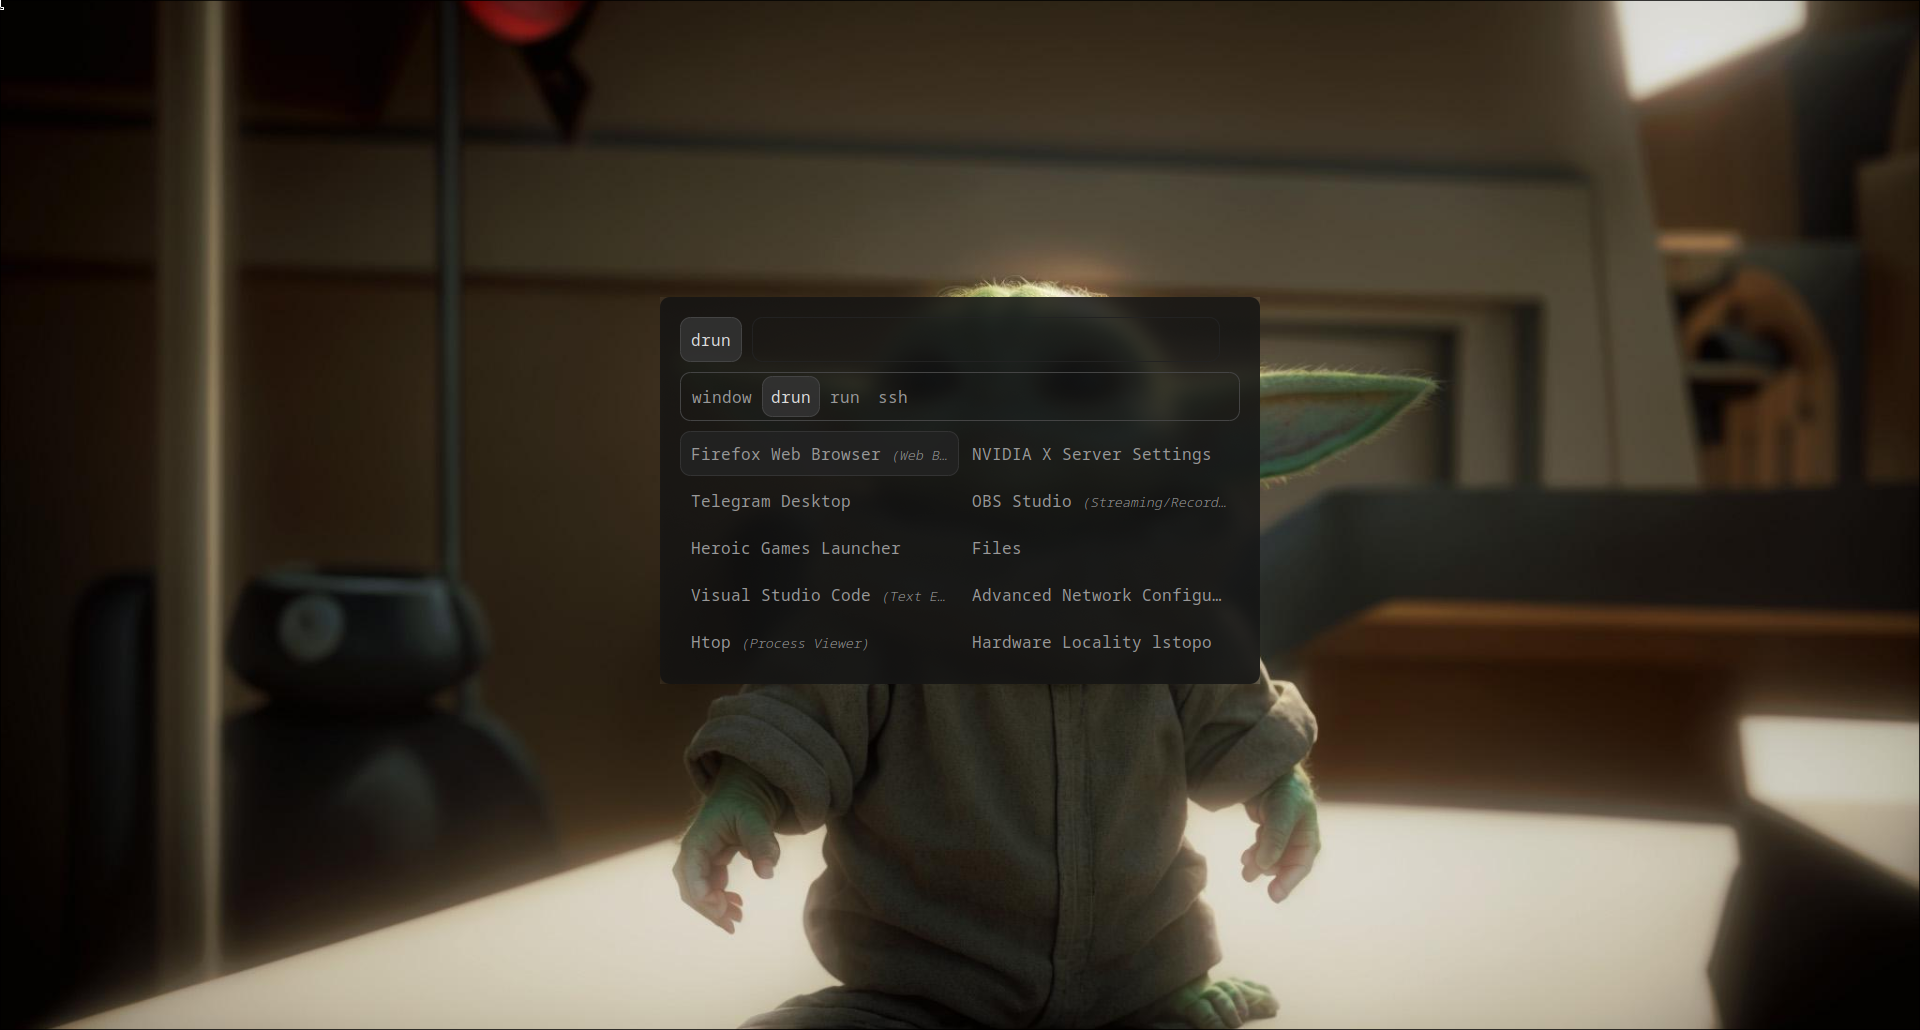 drun
window drun run ssh
Firefox Web Browser (Web B… NVIDIA X Server Settings
Telegram Desktop OBS Studio (Streaming/Record…
Heroic Games Launcher Files
Visual Studio Code (Text E… Advanced Network Configu…
Htop (Process Viewer) Hardware Locality lstopo